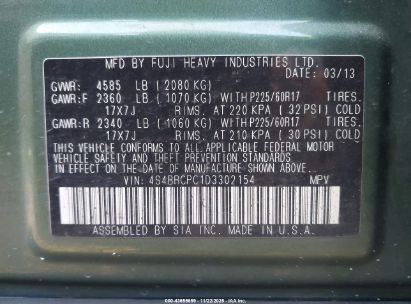 MFD BY FUJI HEAVY INDUSTRIES LTD.
DATE: 03/13
GVWR: 4585 LB ( 2080 KG)
GAWR:F 2360 LB ( 1070 KG) WITH P225/60R17 TIRES.
17X7J RIMS. AT 220 KPA ( 32 PSI) COLD
GAWR:R 2340 LB ( 1060 KG) WITH P225/60R17 TIRES.
17X7J RIMS. AT 210 KPA ( 30 PSI) COLD
THIS VEHICLE CONFORMS TO ALL APPLICABLE FEDERAL MOTOR
VEHICLE SAFETY, BUMPER, AND THEFT PREVENTION STANDARDS
IN EFFECT ON THE DATE OF MANUFACTURE SHOWN ABOVE.
VIN: 4S4BRCPC1D3302154 MPV
ASSEMBLED BY SIA INC. MADE IN U.S.A.